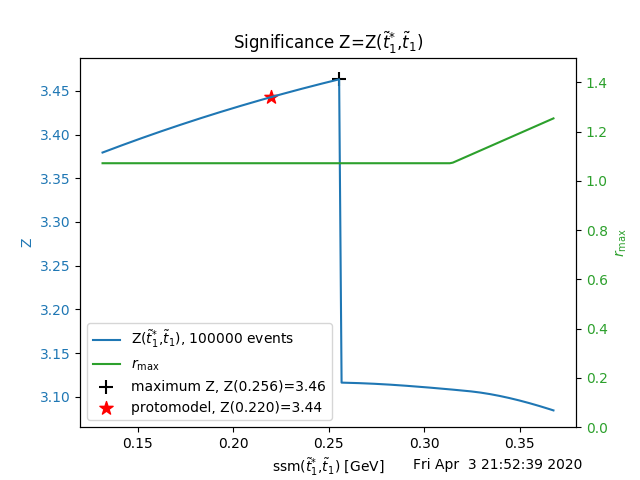 Significance Z=Z(t̃₁*,t̃₁)
3.45
3.40
3.35
3.30
3.25
3.20
3.15
3.10
Z
1.4
1.2
1.0
0.8
0.6
0.4
0.2
0.0
r_max
Z(t̃₁*,t̃₁), 100000 events
r_max
maximum Z, Z(0.256)=3.46
protomodel, Z(0.220)=3.44
0.15 0.20 0.25 0.30 0.35
ssm(t̃₁*,t̃₁) [GeV]
Fri Apr  3 21:52:39 2020